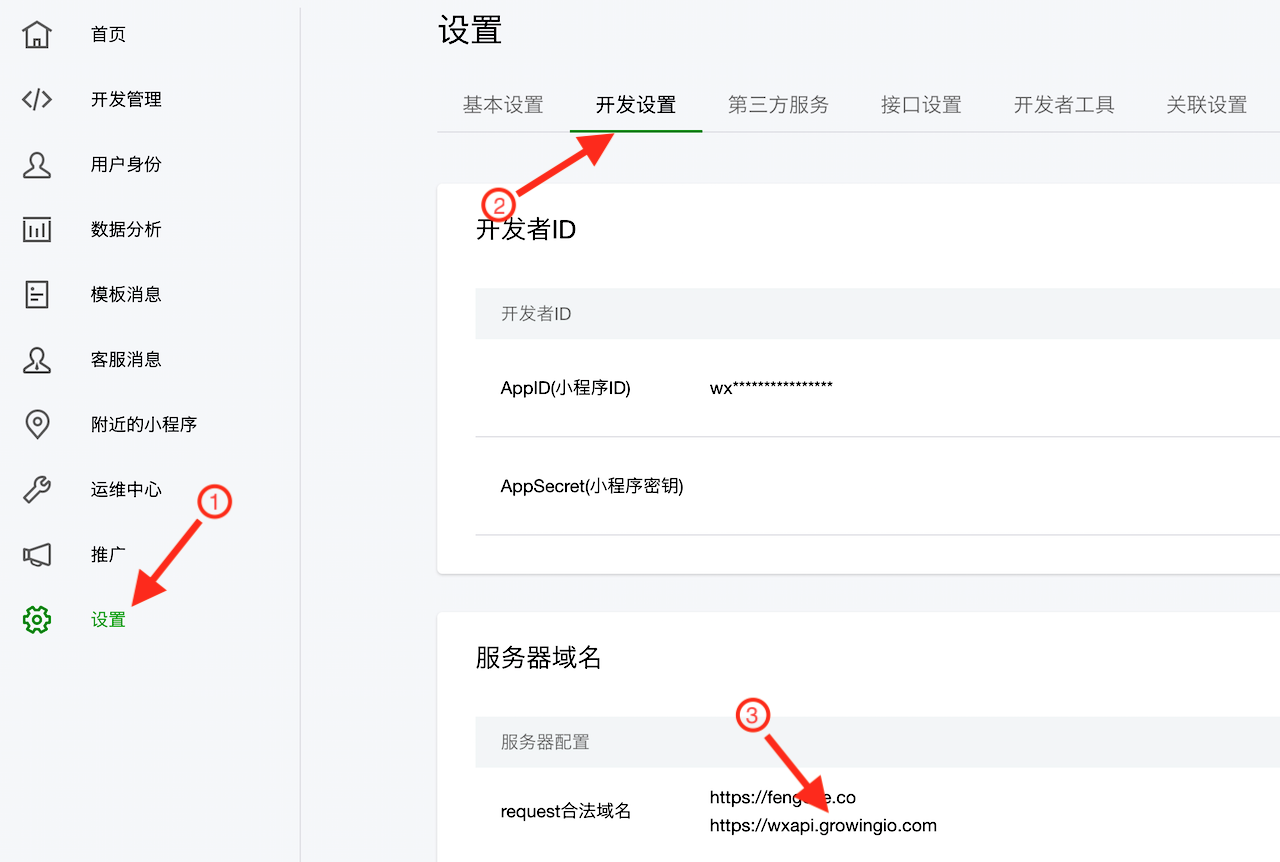 首页
开发管理
用户身份
数据分析
模板消息
客服消息
附近的小程序
运维中心
1
推广
设置
设置
基本设置 开发设置 第三方服务 接口设置 开发者工具 关联设置
2
开发者ID
开发者ID
AppID(小程序ID) wx****************
AppSecret(小程序密钥)
服务器域名
3
服务器配置
request合法域名
https://wxapi.growingio.com